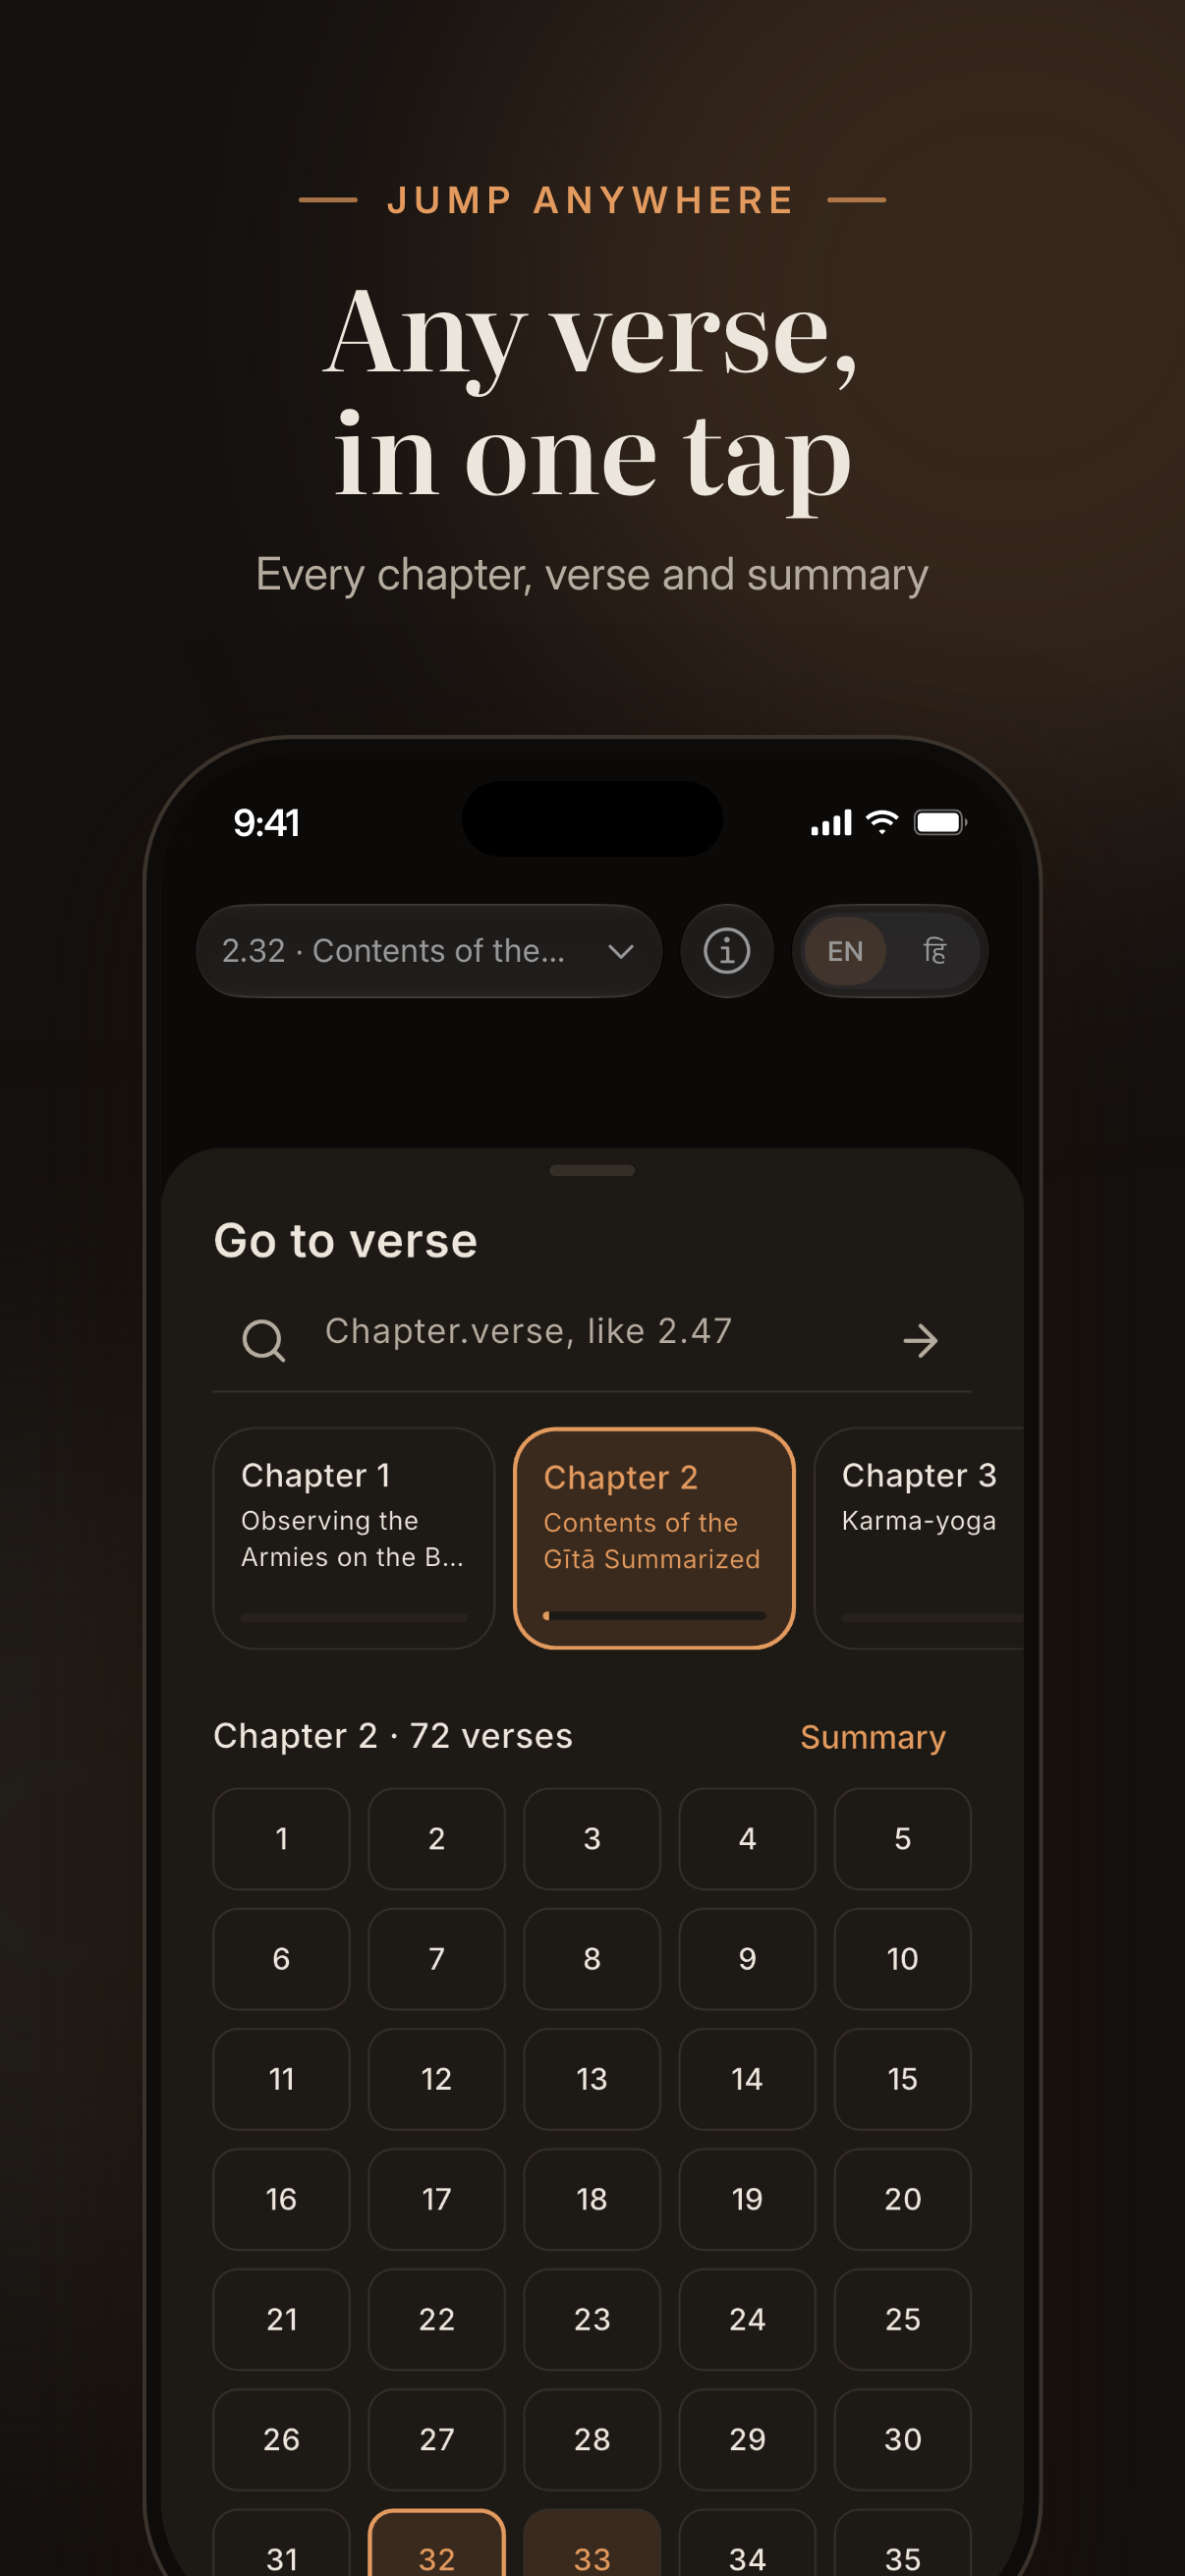 JUMP ANYWHERE
Any verse,
in one tap
Every chapter, verse and summary
9:41
2.32 · Contents of the...
EN
हि
Go to verse
Chapter.verse, like 2.47
Chapter 1
Observing the
Armies on the B...
Chapter 2
Contents of the
Gītā Summarized
Chapter 3
Karma-yoga
Chapter 2 · 72 verses
Summary
1 2 3 4 5
6 7 8 9 10
11 12 13 14 15
16 17 18 19 20
21 22 23 24 25
26 27 28 29 30
31 32 33 34 35